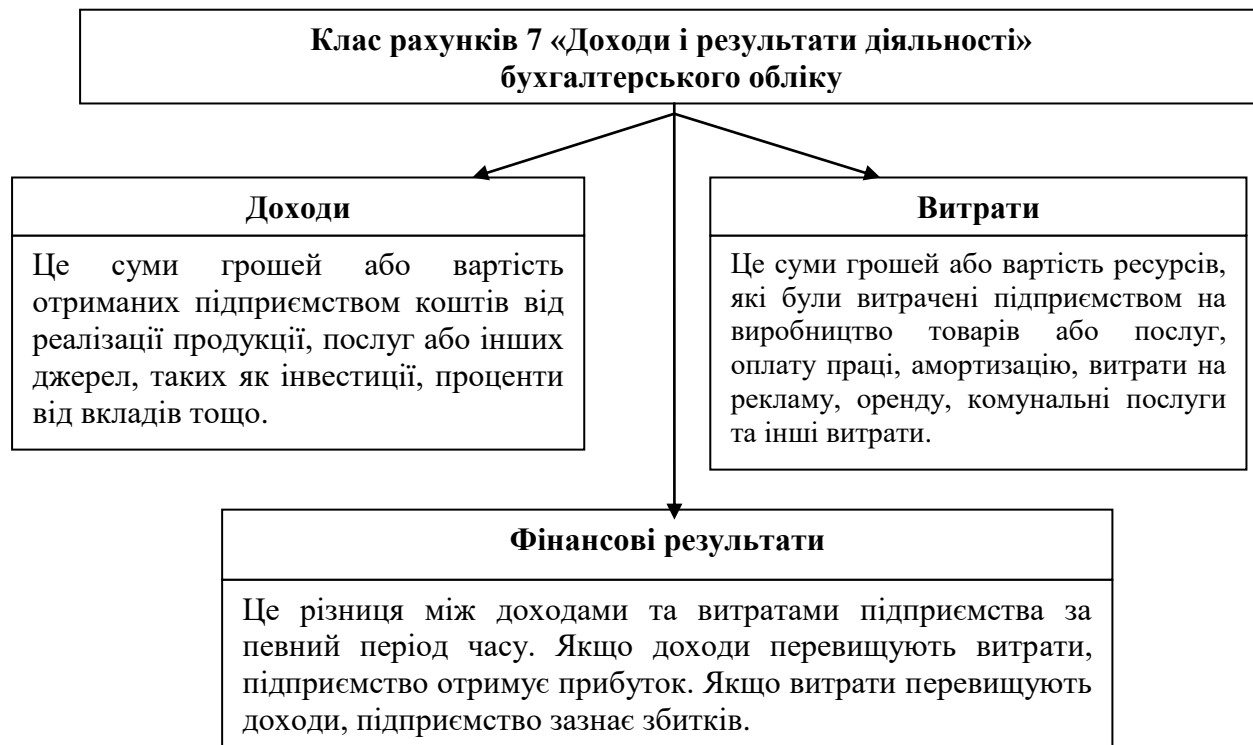 Клас рахунків 7 «Доходи і результати діяльності»
бухгалтерського обліку
Доходи
Це суми грошей або вартість
отриманих підприємством коштів від
реалізації продукції, послуг або інших
джерел, таких як інвестиції, проценти
від вкладів тощо.
Витрати
Це суми грошей або вартість ресурсів,
які були витрачені підприємством на
виробництво товарів або послуг,
оплату праці, амортизацію, витрати на
рекламу, оренду, комунальні послуги
та інші витрати.
Фінансові результати
Це різниця між доходами та витратами підприємства за
певний період часу. Якщо доходи перевищують витрати,
підприємство отримує прибуток. Якщо витрати перевищують
доходи, підприємство зазнає збитків.